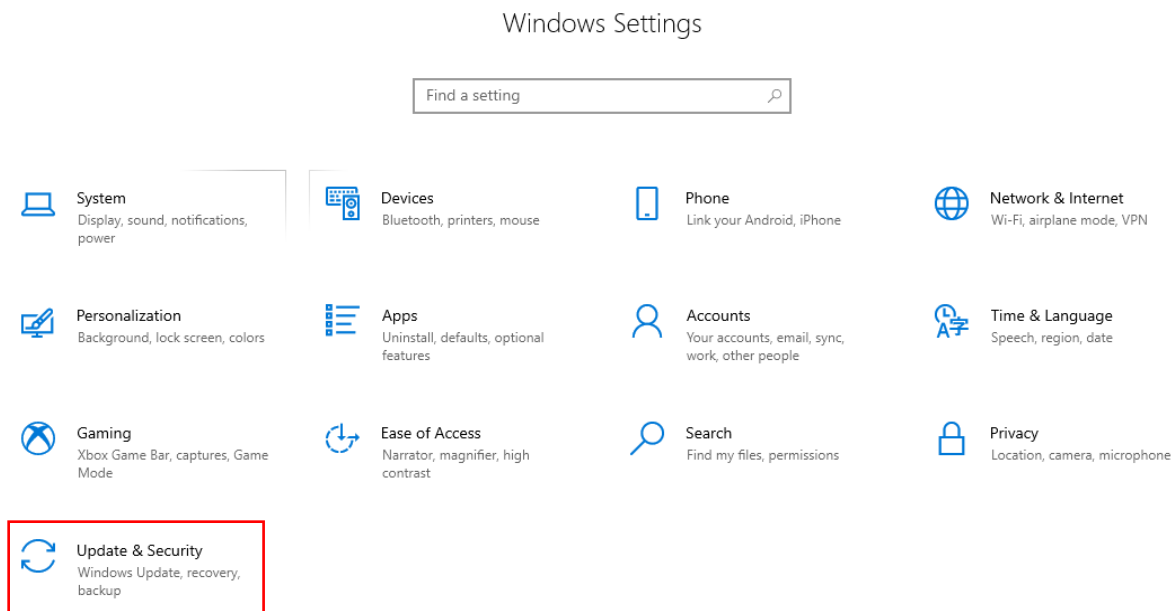 Windows Settings
Find a setting
System
Display, sound, notifications,
power
Devices
Bluetooth, printers, mouse
Phone
Link your Android, iPhone
Network & Internet
Wi-Fi, airplane mode, VPN
Personalization
Background, lock screen, colors
Apps
Uninstall, defaults, optional
features
Accounts
Your accounts, email, sync,
work, other people
Time & Language
Speech, region, date
Gaming
Xbox Game Bar, captures, Game
Mode
Ease of Access
Narrator, magnifier, high
contrast
Search
Find my files, permissions
Privacy
Location, camera, microphone
Update & Security
Windows Update, recovery,
backup